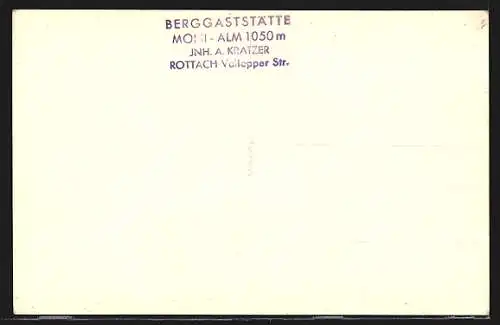 BERGGASTSTÄTTE
ALM 1050 m
JNH. A. KRATZER
ROTTACH Valepper Str.